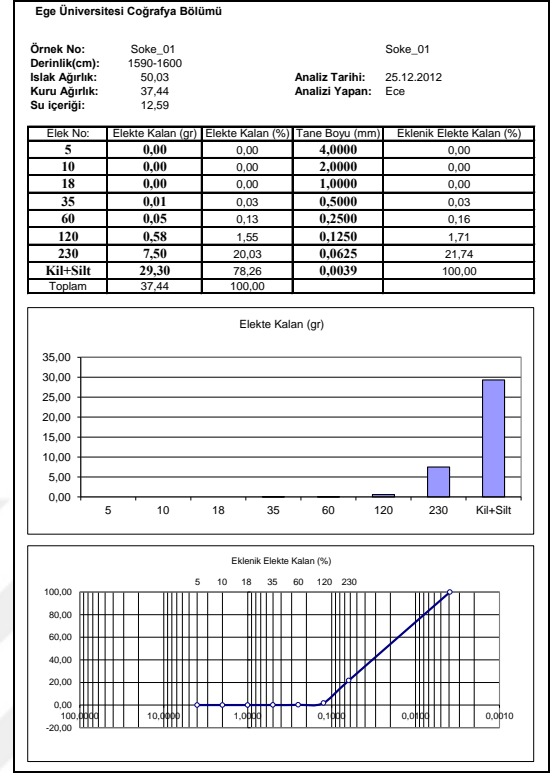 Ege Üniversitesi Coğrafya Bölümü
Örnek No: Soke_01 Soke_01
Derinlik(cm): 1590-1600
Islak Ağırlık: 50,03 Analiz Tarihi: 25.12.2012
Kuru Ağırlık: 37,44 Analizi Yapan: Ece
Su içeriği: 12,59
Elek No: Elekte Kalan (gr) Elekte Kalan (%) Tane Boyu (mm) Eklenik Elekte Kalan (%)
5 0,00 0,00 4,0000 0,00
10 0,00 0,00 2,0000 0,00
18 0,00 0,00 1,0000 0,00
35 0,01 0,03 0,5000 0,03
60 0,05 0,13 0,2500 0,16
120 0,58 1,55 0,1250 1,71
230 7,50 20,03 0,0625 21,74
Kil+Silt 29,30 78,26 0,0039 100,00
Toplam 37,44 100,00
Elekte Kalan (gr)
35,00
30,00
25,00
20,00
15,00
10,00
5,00
0,00
5 10 18 35 60 120 230 Kil+Silt
Eklenik Elekte Kalan (%)
5 10 18 35 60 120 230
100,00
80,00
60,00
40,00
20,00
0,00
100,0000 10,0000 1,0000 0,1000 0,0100 0,0010
-20,00